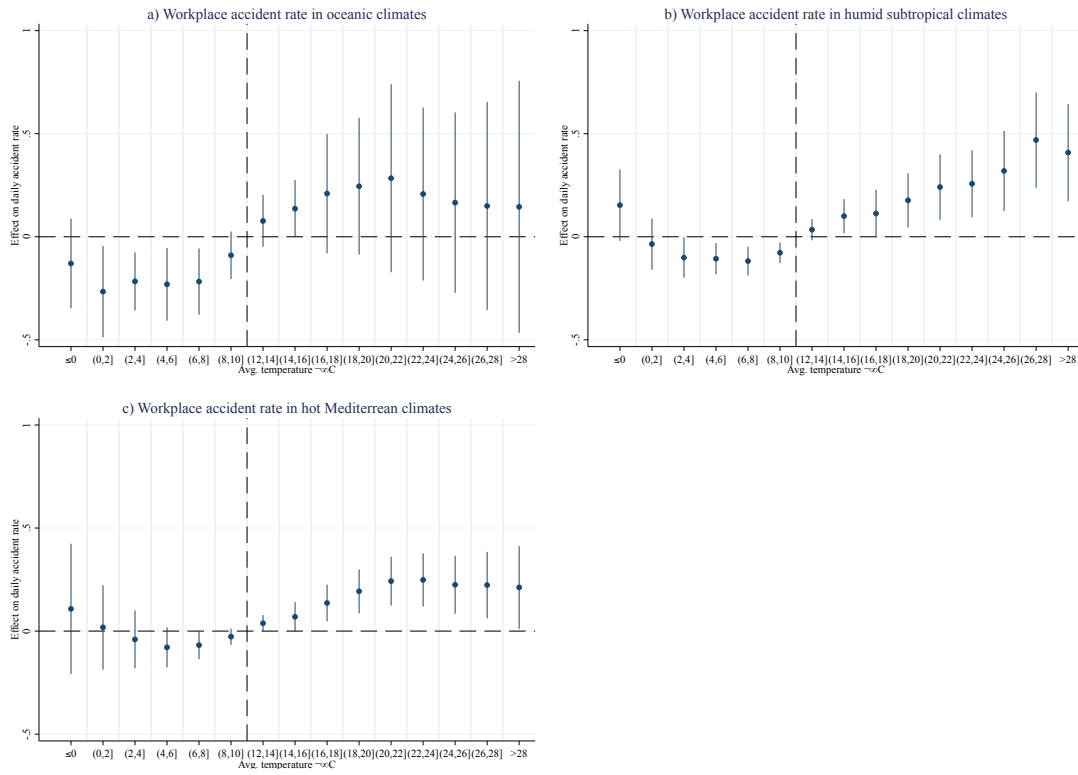 a) Workplace accident rate in oceanic climates
Effect on daily accident rate
1
.5
0
-.5
≤0 (0,2] (2,4] (4,6] (6,8] (8,10] (12,14] (14,16] (16,18] (18,20] (20,22] (22,24] (24,26] (26,28] >28
Avg. temperature ¬∞C
b) Workplace accident rate in humid subtropical climates
Effect on daily accident rate
1
.5
0
-.5
≤0 (0,2] (2,4] (4,6] (6,8] (8,10] (12,14] (14,16] (16,18] (18,20] (20,22] (22,24] (24,26] (26,28] >28
Avg. temperature ¬∞C
c) Workplace accident rate in hot Mediterrean climates
Effect on daily accident rate
1
.5
0
-.5
≤0 (0,2] (2,4] (4,6] (6,8] (8,10] (12,14] (14,16] (16,18] (18,20] (20,22] (22,24] (24,26] (26,28] >28
Avg. temperature ¬∞C